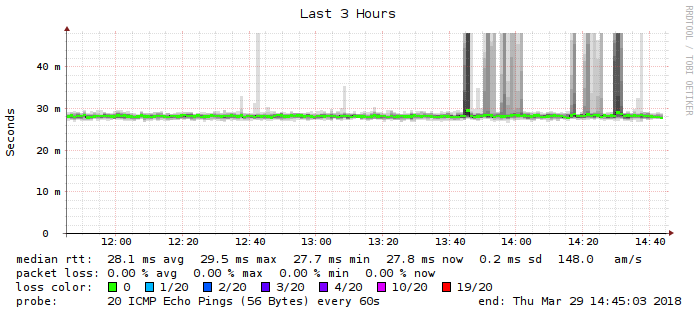 Last 3 Hours
RRDTOOL / TOBI OETIKER
Seconds
40 m
30 m
20 m
10 m
0
12:00 12:20 12:40 13:00 13:20 13:40 14:00 14:20 14:40
median rtt: 28.1 ms avg 29.5 ms max 27.7 ms min 27.8 ms now 0.2 ms sd 148.0 am/s
packet loss: 0.00 % avg 0.00 % max 0.00 % min 0.00 % now
loss color: 0 1/20 2/20 3/20 4/20 10/20 19/20
probe: 20 ICMP Echo Pings (56 Bytes) every 60s end: Thu Mar 29 14:45:03 2018